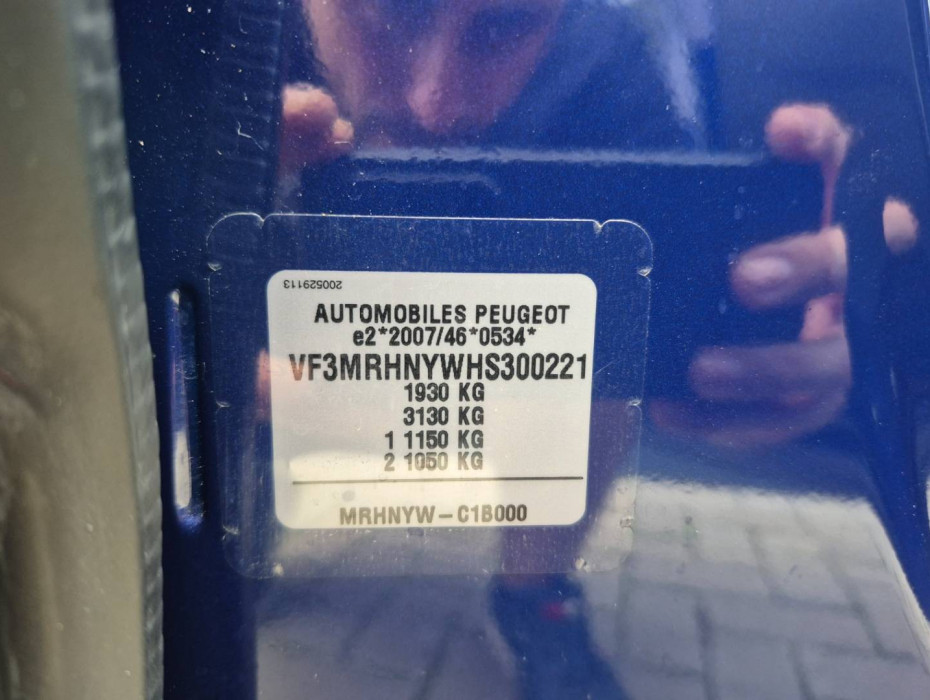 200529113
AUTOMOBILES PEUGEOT
e2*2007/46*0534*
VF3MRHNYWHS300221
1930 KG
3130 KG
1 1150 KG
2 1050 KG
MRHNYW-C1B000